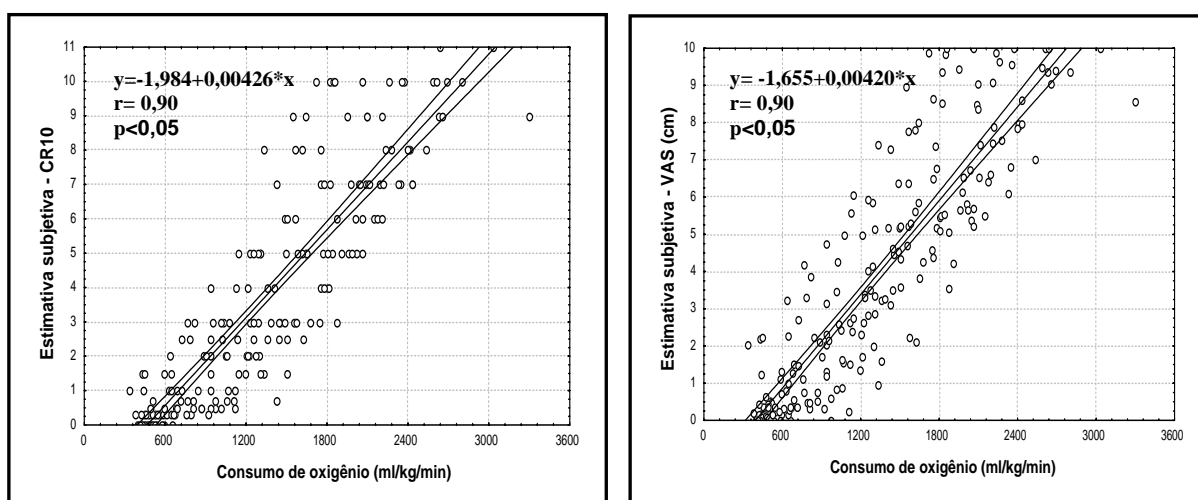 11
10
9
8
7
6
5
4
3
2
1
0
Estimativa subjetiva - CR10
y=-1,984+0,00426*x
r= 0,90
p<0,05
0 600 1200 1800 2400 3000 3600
Consumo de oxigênio (ml/kg/min)
10
9
8
7
6
5
4
3
2
1
0
Estimativa subjetiva - VAS (cm)
y= -1,655+0,00420*x
r= 0,90
p<0,05
0 600 1200 1800 2400 3000 3600
Consumo de oxigênio (ml/kg/min)